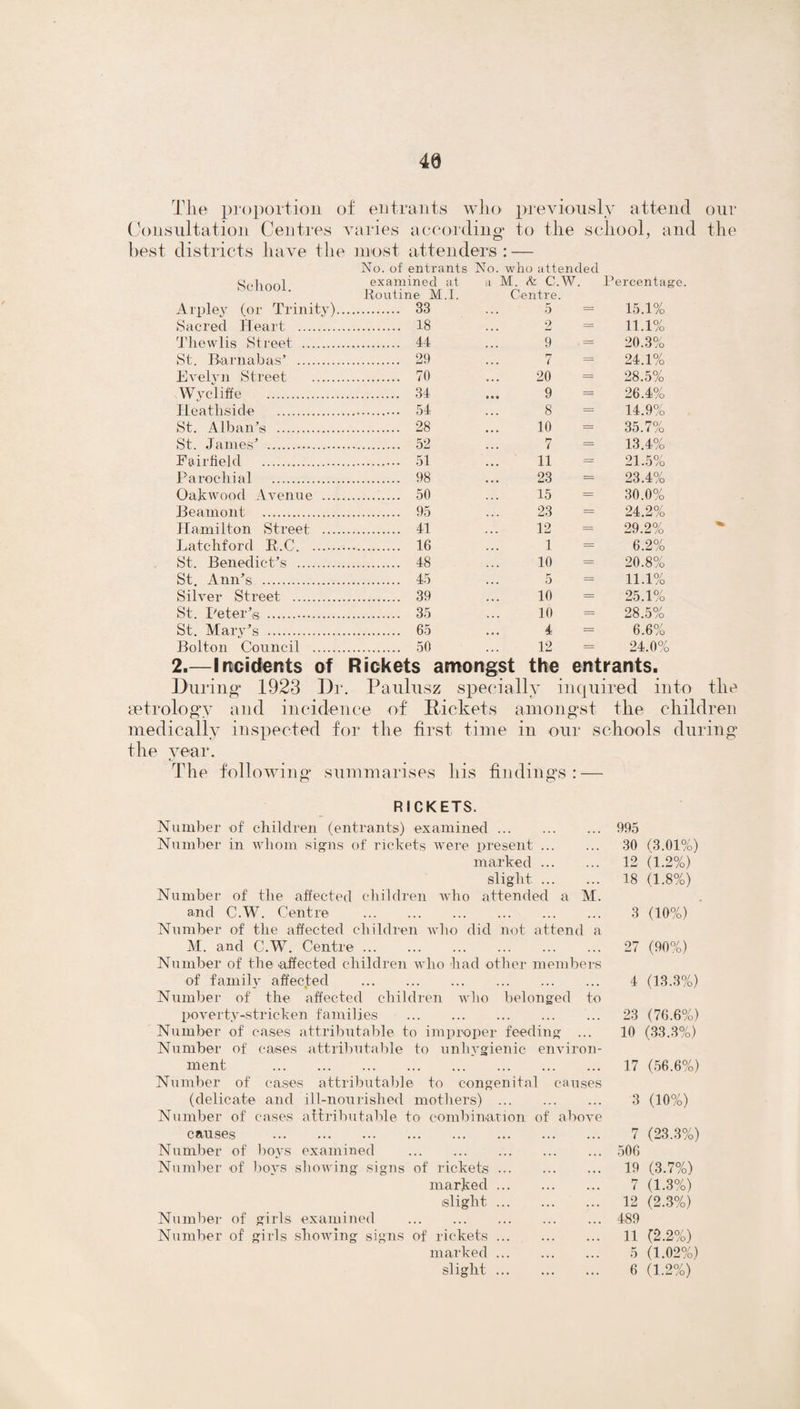 40
The proportion of entrants who previously attend our
Consultation Centres varies according to the school, and the
best districts have the most attenders : —
School. No. of entrants examined at Routine M.I. No. who attended a M. & C.W. Centre. Percentage.
Arpley (or Trinity)............. 33 ... 5 = 15.1%
Sacred Heart ..................... 18 ... 2 = 11.1%
Thewlis Street ................... 44 ... 9 = 20.3%
St. Barnabas’ ..................... 29 ... 7 = 24.1%
Evelyn Street .................. 70 ... 20 = 28.5%
Wycliffe ........................... 34 ... 9 = 26.4%
Heathside ........................ 54 ... 8 = 14.9%
St. Alban’s ........................ 28 ... 10 = 35.7%
St. James’ ......................... 52 ... 7 = 13.4%
Fairfield ........................... 51 ... 11 = 21.5%
Parochial ......................... 98 ... 23 = 23.4%
Oakwood Avenue ............... 50 ... 15 = 30.0%
Beamont ........................... 95 ... 23 = 24.2%
Hamilton Street ............... 41 ... 12 = 29.2%
Latchford R.C. .................. 16 ... 1 = 6.2%
St. Benedict’s ................... 48 ... 10 = 20.8%
St. Ann’s ........................... 45 ... 5 = 11.1%
Silver Street ..................... 39 ... 10 = 25.1%
St. Peter’s ......................... 35 ... 10 = 28.5%
St. Mary’s ......................... 65 ... 4 = 6.6%
Bolton Council .................. 50 ... 12 = 24.0%
2.—Incidents of Rickets amongst the entrants.
During 1923 Dr. Paulusz specially inquired into the
ætrology and incidence of Rickets amongst the children
medically inspected for the first time in our schools during
the year.
The following summarises his findings : —
RICKETS.
Number of children (entrants) examined ... ... ... 995
Number in whom signs of rickets were present ... ... 30 (3.01%)
marked ... ... 12 (1.2%)
slight ... ... 18 (1.8%)
Number of the affected children who attended a M.
and C.W. Centre ... ... ... ... ... ... 3 (10%)
Number of the affected children who did not attend a
M. and C.W. Centre ... ... ... ... ... ... 27 (90%)
Number of the affected children who had other members
of family affected ... ... ... ... ... ... 4 (13.3%)
Number of the affected children who belonged to
poverty-stricken families ... ... ... ... ... 23 (76.6%)
Number of cases attributable to improper feeding ... 10 (33.3%)
Number of cases attributable to unhygienic environ-
ment ... ... ... ... ... ... ... ... 17 (56.6%)
Number of cases attributable to congenital causes
(delicate and ill-nourished mothers) ... ... ... 3 (10%)
Number of cases attributable to combination of above
causes ... ... ... ... ... ... ... ... 7 (23.3%)
Number of boys examined ... ... ... ... ... 506
Number of boys showing signs of rickets ... ... ... 19 (3.7%)
marked ... ... ... 7 (1.3%)
slight ... ... ... 12 (2.3%)
Number of girls examined ... ... ... ... ... 489
Number of girls showing signs of rickets ... ... ... 11 (2.2%)
marked ... ... ... 5 (1.02%)
slight ... ... ... 6 (1.2%)